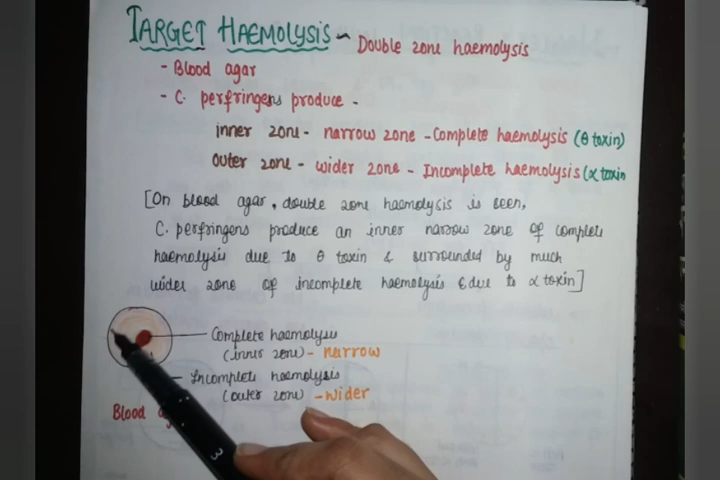 TARGET HAEMOLYSIS ~ Double zone haemolysis
- Blood agar
- C. perfringens produce -
inner zone - narrow zone - Complete haemolysis (θ toxin)
outer zone - wider zone - Incomplete haemolysis (α toxin
[On blood agar, double zone haemolysis is seen,
C. perfringens produce an inner narrow zone of complete
haemolysis due to θ toxin & surrounded by much
wider zone of incomplete haemolysis due to α toxin]
Complete haemolysis
(inner zone) - narrow
Incomplete haemolysis
(outer zone) - wider
Blood
3